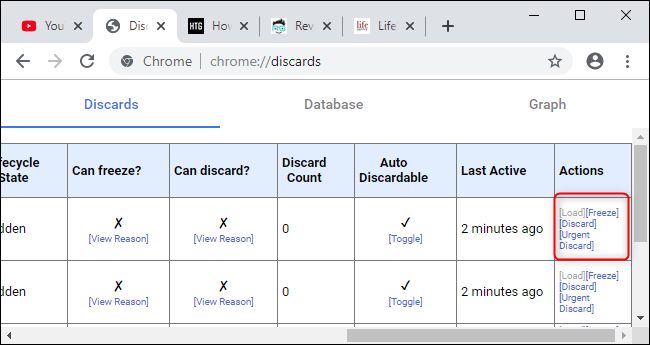 You
Disc
HTG
Hov
Rev
life
Life
Chrome
chrome://discards
Discards
Database
Graph
fecycle
State
Can freeze?
Can discard?
Discard
Count
Auto
Discardable
Last Active
Actions
dden
✗
[View Reason]
✗
[View Reason]
0
✓
[Toggle]
2 minutes ago
[Load][Freeze]
[Discard]
[Urgent
Discard]
dden
✗
[View Reason]
✗
[View Reason]
0
✓
[Toggle]
2 minutes ago
[Load][Freeze]
[Discard]
[Urgent
Discard]